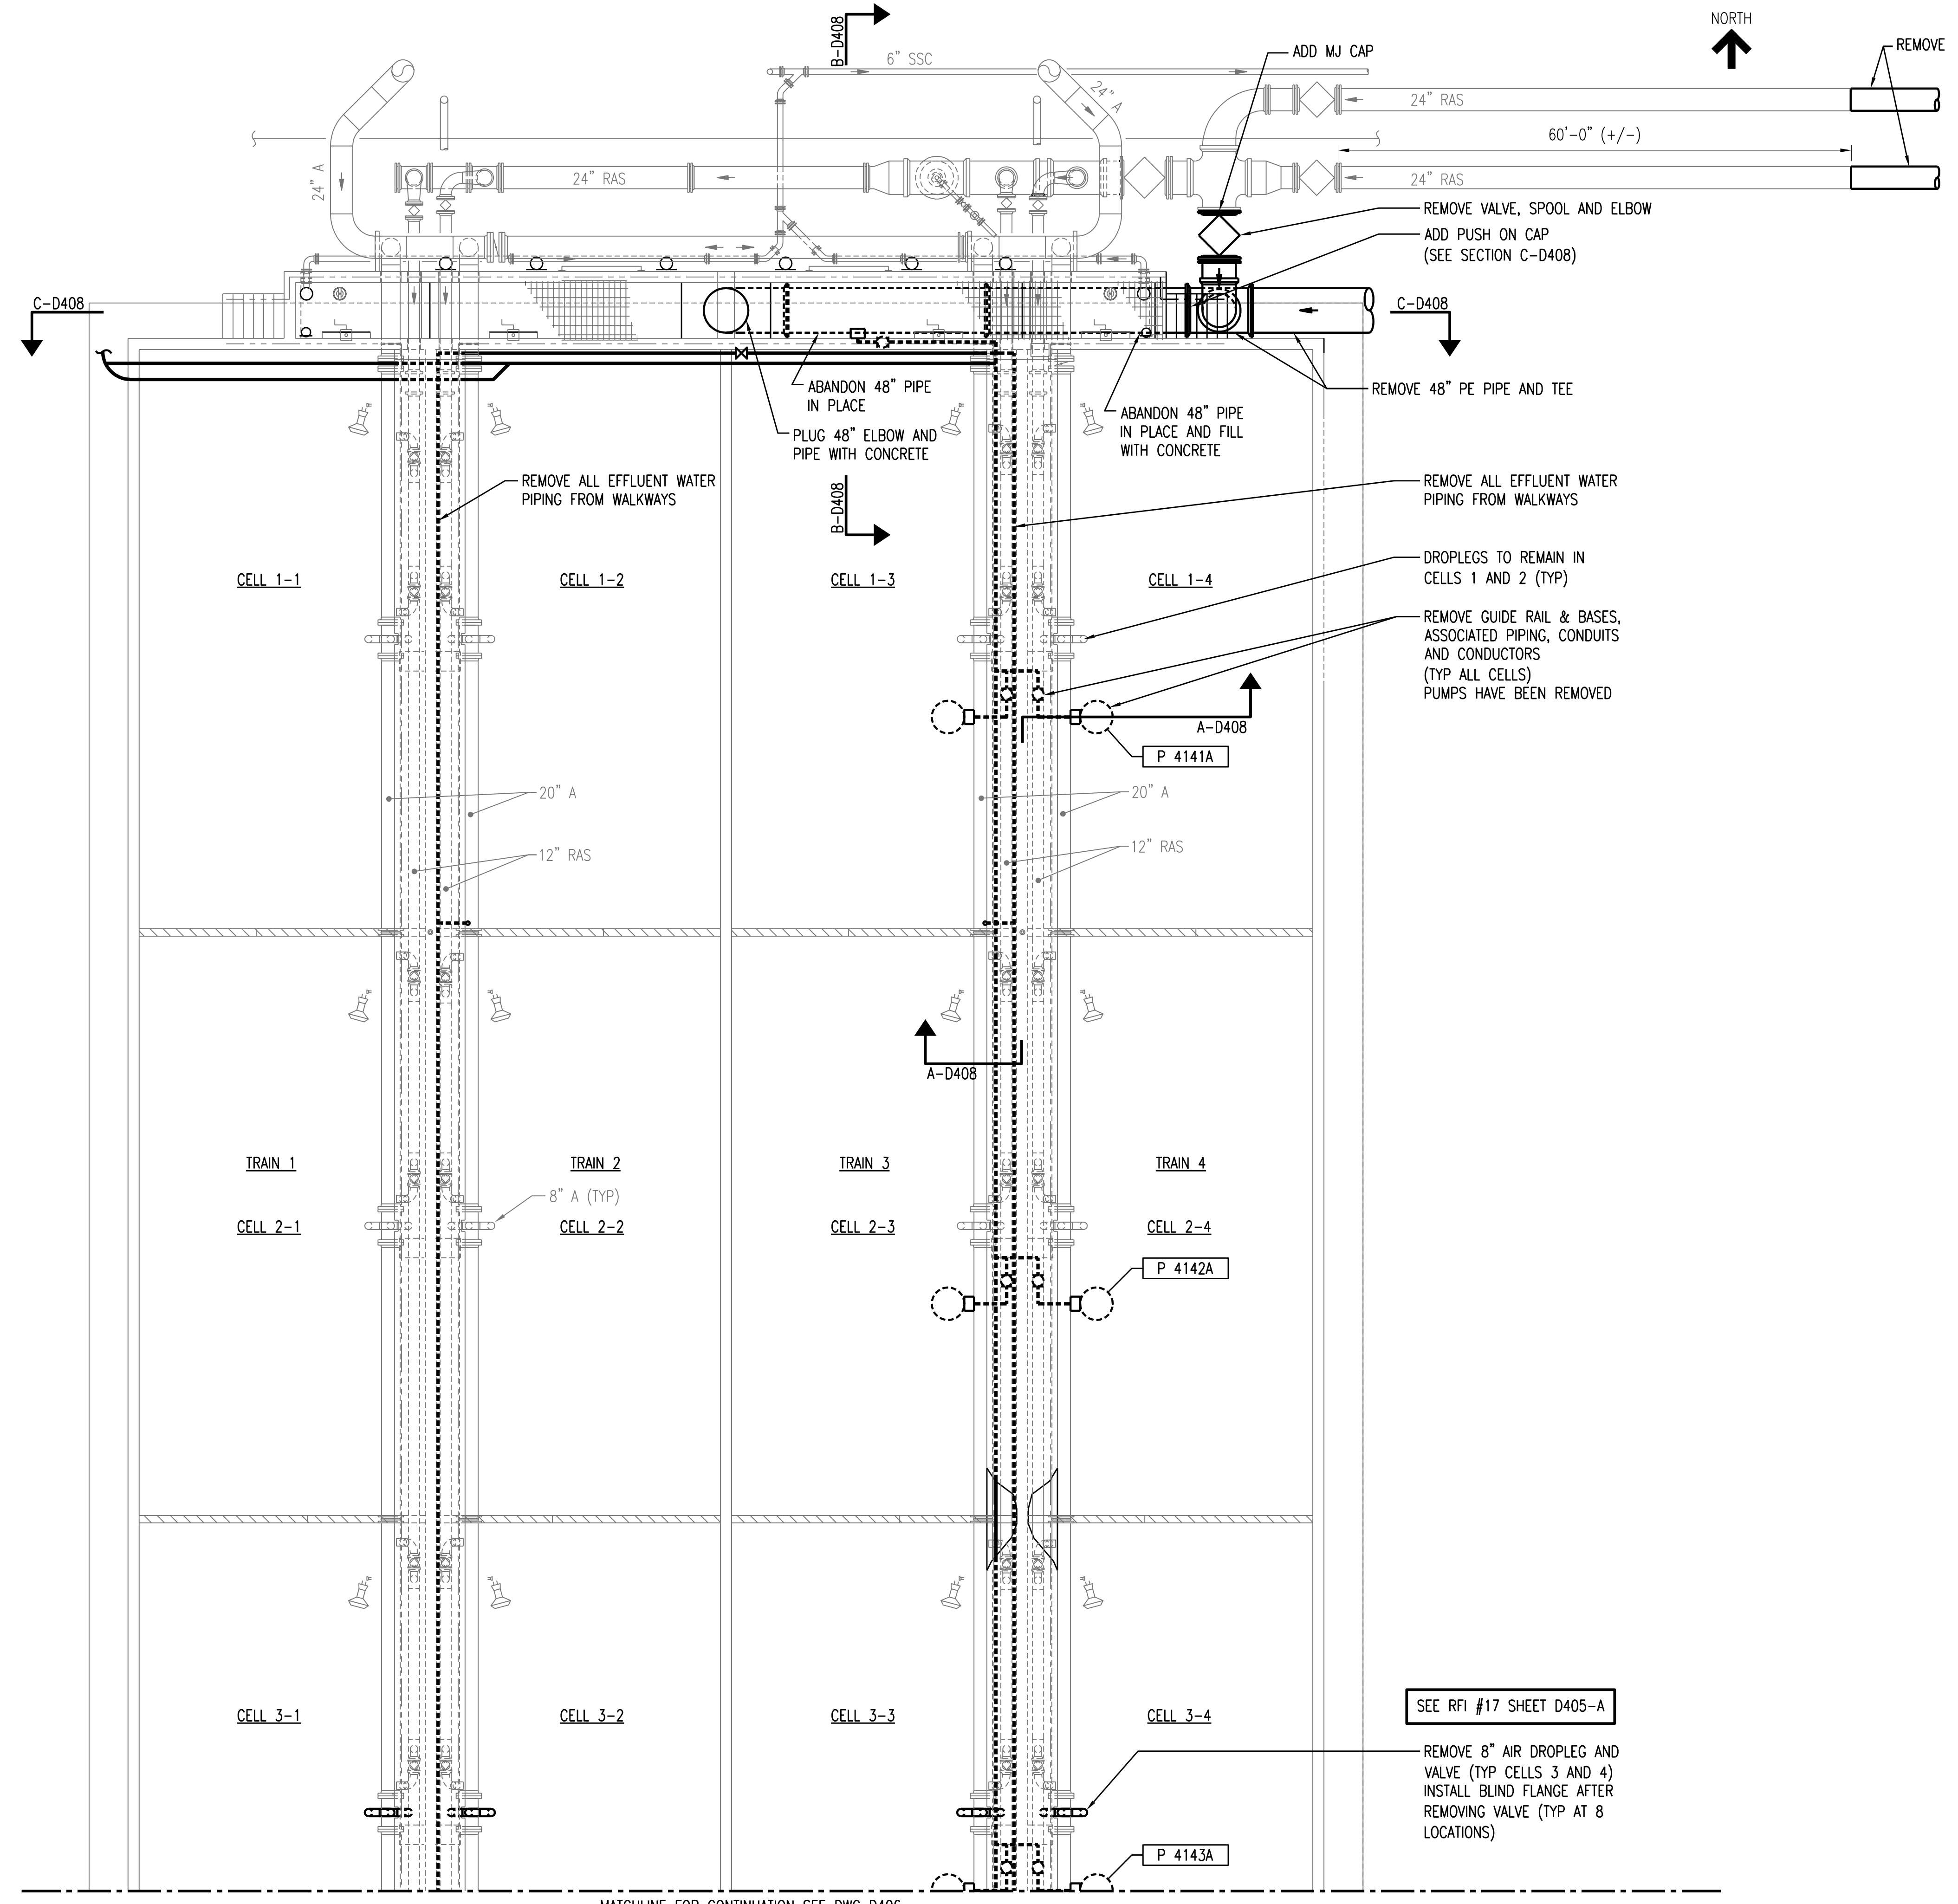 B-D408
6" SSC
ADD MJ CAP
NORTH
REMOVE
24" A
24" RAS
60'-0" (+/-)
24" A
24" RAS
24" RAS
REMOVE VALVE, SPOOL AND ELBOW
ADD PUSH ON CAP
(SEE SECTION C-D408)
C-D408
C-D408
ABANDON 48" PIPE
IN PLACE
REMOVE 48" PE PIPE AND TEE
ABANDON 48" PIPE
IN PLACE AND FILL
WITH CONCRETE
PLUG 48" ELBOW AND
PIPE WITH CONCRETE
REMOVE ALL EFFLUENT WATER
PIPING FROM WALKWAYS
B-D408
REMOVE ALL EFFLUENT WATER
PIPING FROM WALKWAYS
CELL 1-1
CELL 1-2
CELL 1-3
CELL 1-4
DROPLEGS TO REMAIN IN
CELLS 1 AND 2 (TYP)
REMOVE GUIDE RAIL & BASES,
ASSOCIATED PIPING, CONDUITS
AND CONDUCTORS
(TYP ALL CELLS)
PUMPS HAVE BEEN REMOVED
A-D408
P 4141A
20" A
20" A
12" RAS
12" RAS
A-D408
TRAIN 1
TRAIN 2
TRAIN 3
TRAIN 4
8" A (TYP)
CELL 2-1
CELL 2-2
CELL 2-3
CELL 2-4
P 4142A
CELL 3-1
CELL 3-2
CELL 3-3
CELL 3-4
SEE RFI #17 SHEET D405-A
REMOVE 8" AIR DROPLEG AND
VALVE (TYP CELLS 3 AND 4)
INSTALL BLIND FLANGE AFTER
REMOVING VALVE (TYP AT 8
LOCATIONS)
P 4143A
MATCHLINE FOR CONTINUATION SEE DWG D406